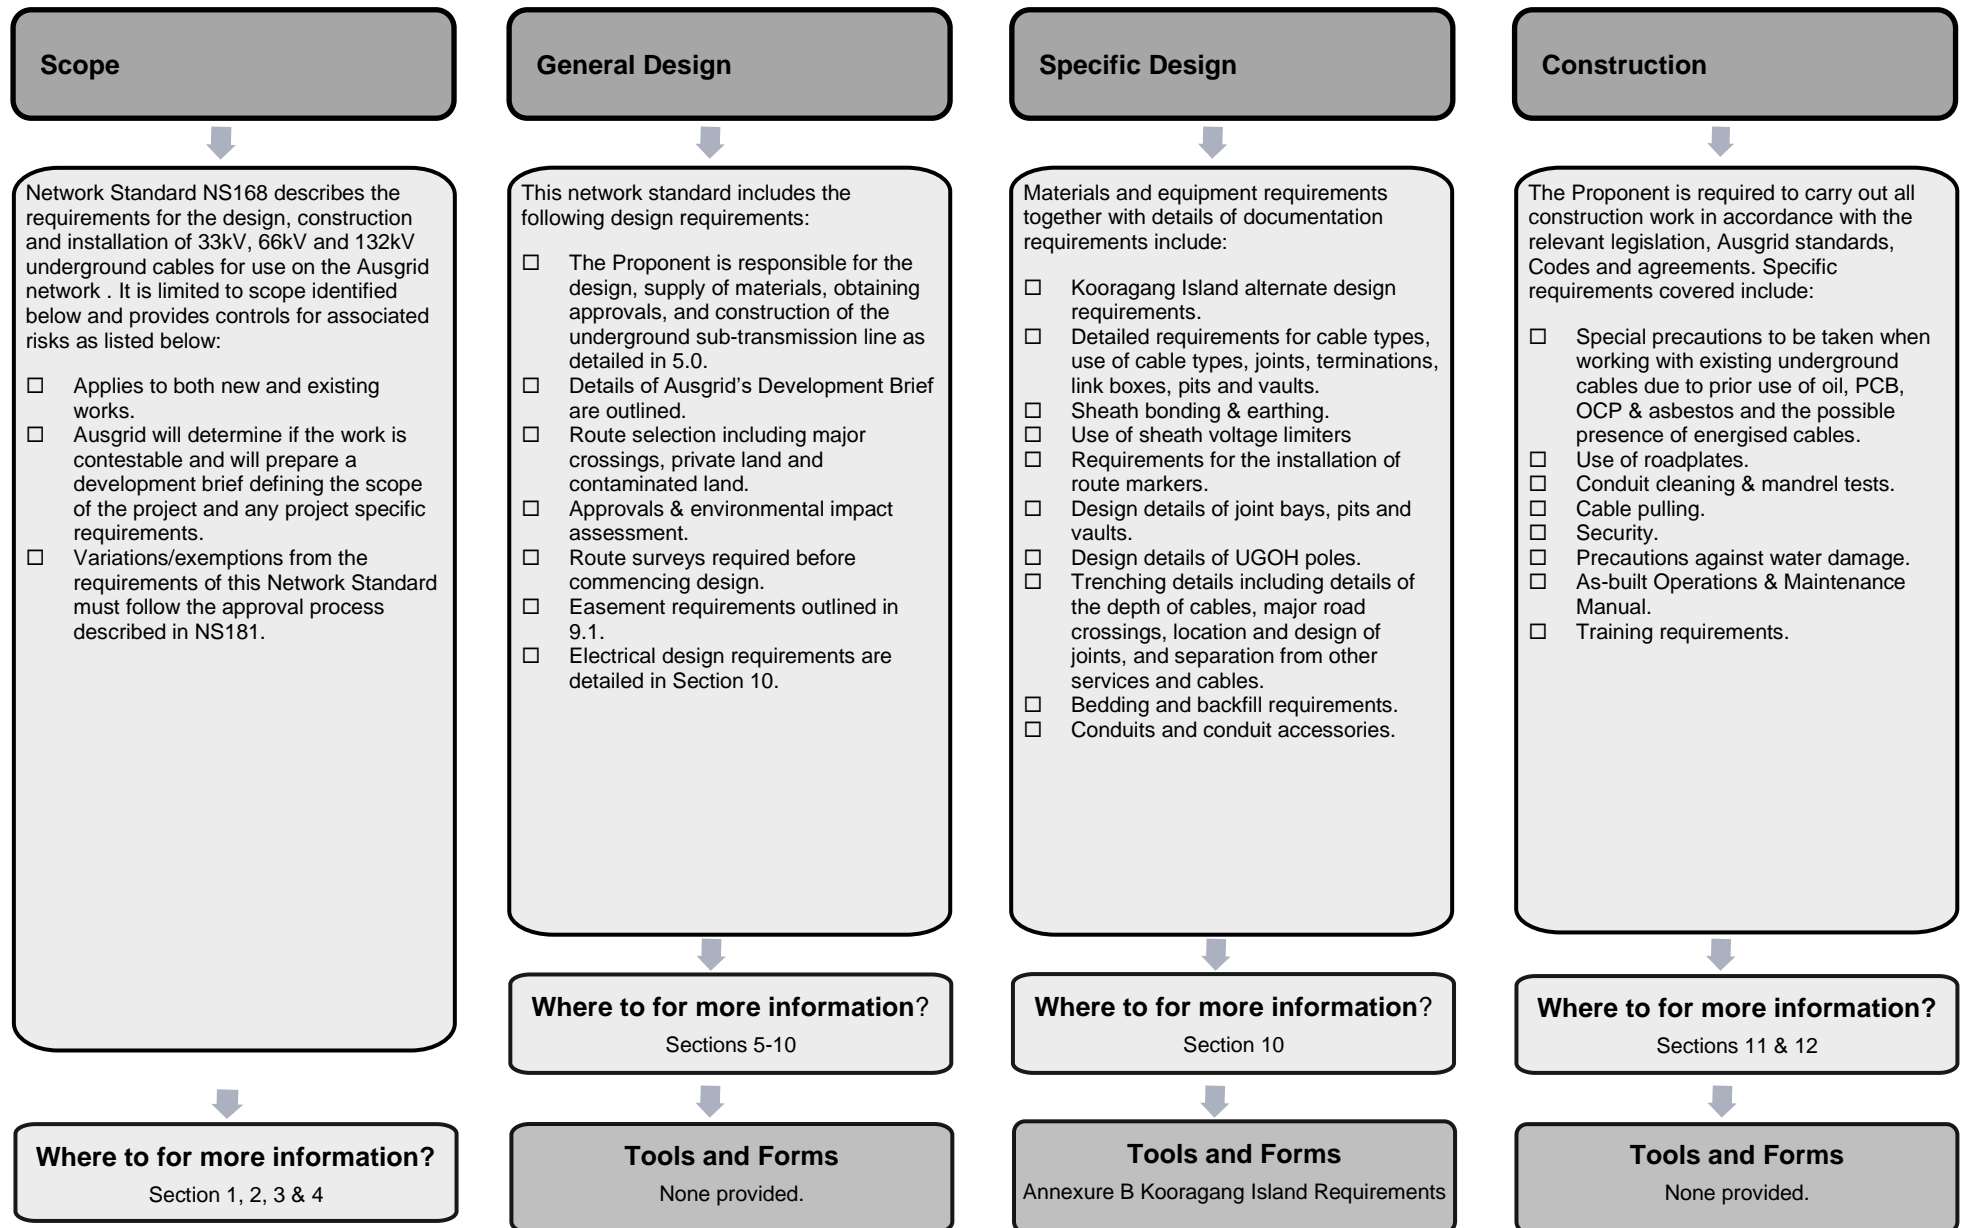 Scope
Network Standard NS168 describes the
requirements for the design, construction
and installation of 33kV, 66kV and 132kV
underground cables for use on the Ausgrid
network . It is limited to scope identified
below and provides controls for associated
risks as listed below:
☐ Applies to both new and existing
works.
☐ Ausgrid will determine if the work is
contestable and will prepare a
development brief defining the scope
of the project and any project specific
requirements.
☐ Variations/exemptions from the
requirements of this Network Standard
must follow the approval process
described in NS181.
Where to for more information?
Section 1, 2, 3 & 4
General Design
This network standard includes the
following design requirements:
☐ The Proponent is responsible for the
design, supply of materials, obtaining
approvals, and construction of the
underground sub-transmission line as
detailed in 5.0.
☐ Details of Ausgrid’s Development Brief
are outlined.
☐ Route selection including major
crossings, private land and
contaminated land.
☐ Approvals & environmental impact
assessment.
☐ Route surveys required before
commencing design.
☐ Easement requirements outlined in
9.1.
☐ Electrical design requirements are
detailed in Section 10.
Where to for more information?
Sections 5-10
Tools and Forms
None provided.
Specific Design
Materials and equipment requirements
together with details of documentation
requirements include:
☐ Kooragang Island alternate design
requirements.
☐ Detailed requirements for cable types,
use of cable types, joints, terminations,
link boxes, pits and vaults.
☐ Sheath bonding & earthing.
☐ Use of sheath voltage limiters
☐ Requirements for the installation of
route markers.
☐ Design details of joint bays, pits and
vaults.
☐ Design details of UGOH poles.
☐ Trenching details including details of
the depth of cables, major road
crossings, location and design of
joints, and separation from other
services and cables.
☐ Bedding and backfill requirements.
☐ Conduits and conduit accessories.
Where to for more information?
Section 10
Tools and Forms
Annexure B Kooragang Island Requirements
Construction
The Proponent is required to carry out all
construction work in accordance with the
relevant legislation, Ausgrid standards,
Codes and agreements. Specific
requirements covered include:
☐ Special precautions to be taken when
working with existing underground
cables due to prior use of oil, PCB,
OCP & asbestos and the possible
presence of energised cables.
☐ Use of roadplates.
☐ Conduit cleaning & mandrel tests.
☐ Cable pulling.
☐ Security.
☐ Precautions against water damage.
☐ As-built Operations & Maintenance
Manual.
☐ Training requirements.
Where to for more information?
Sections 11 & 12
Tools and Forms
None provided.